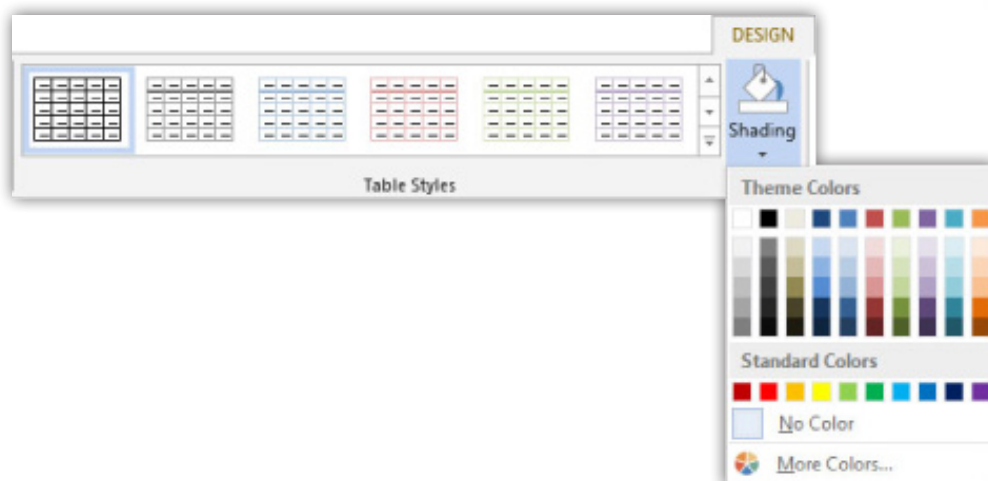 DESIGN
Shading
Table Styles
Theme Colors
Standard Colors
No Color
More Colors...